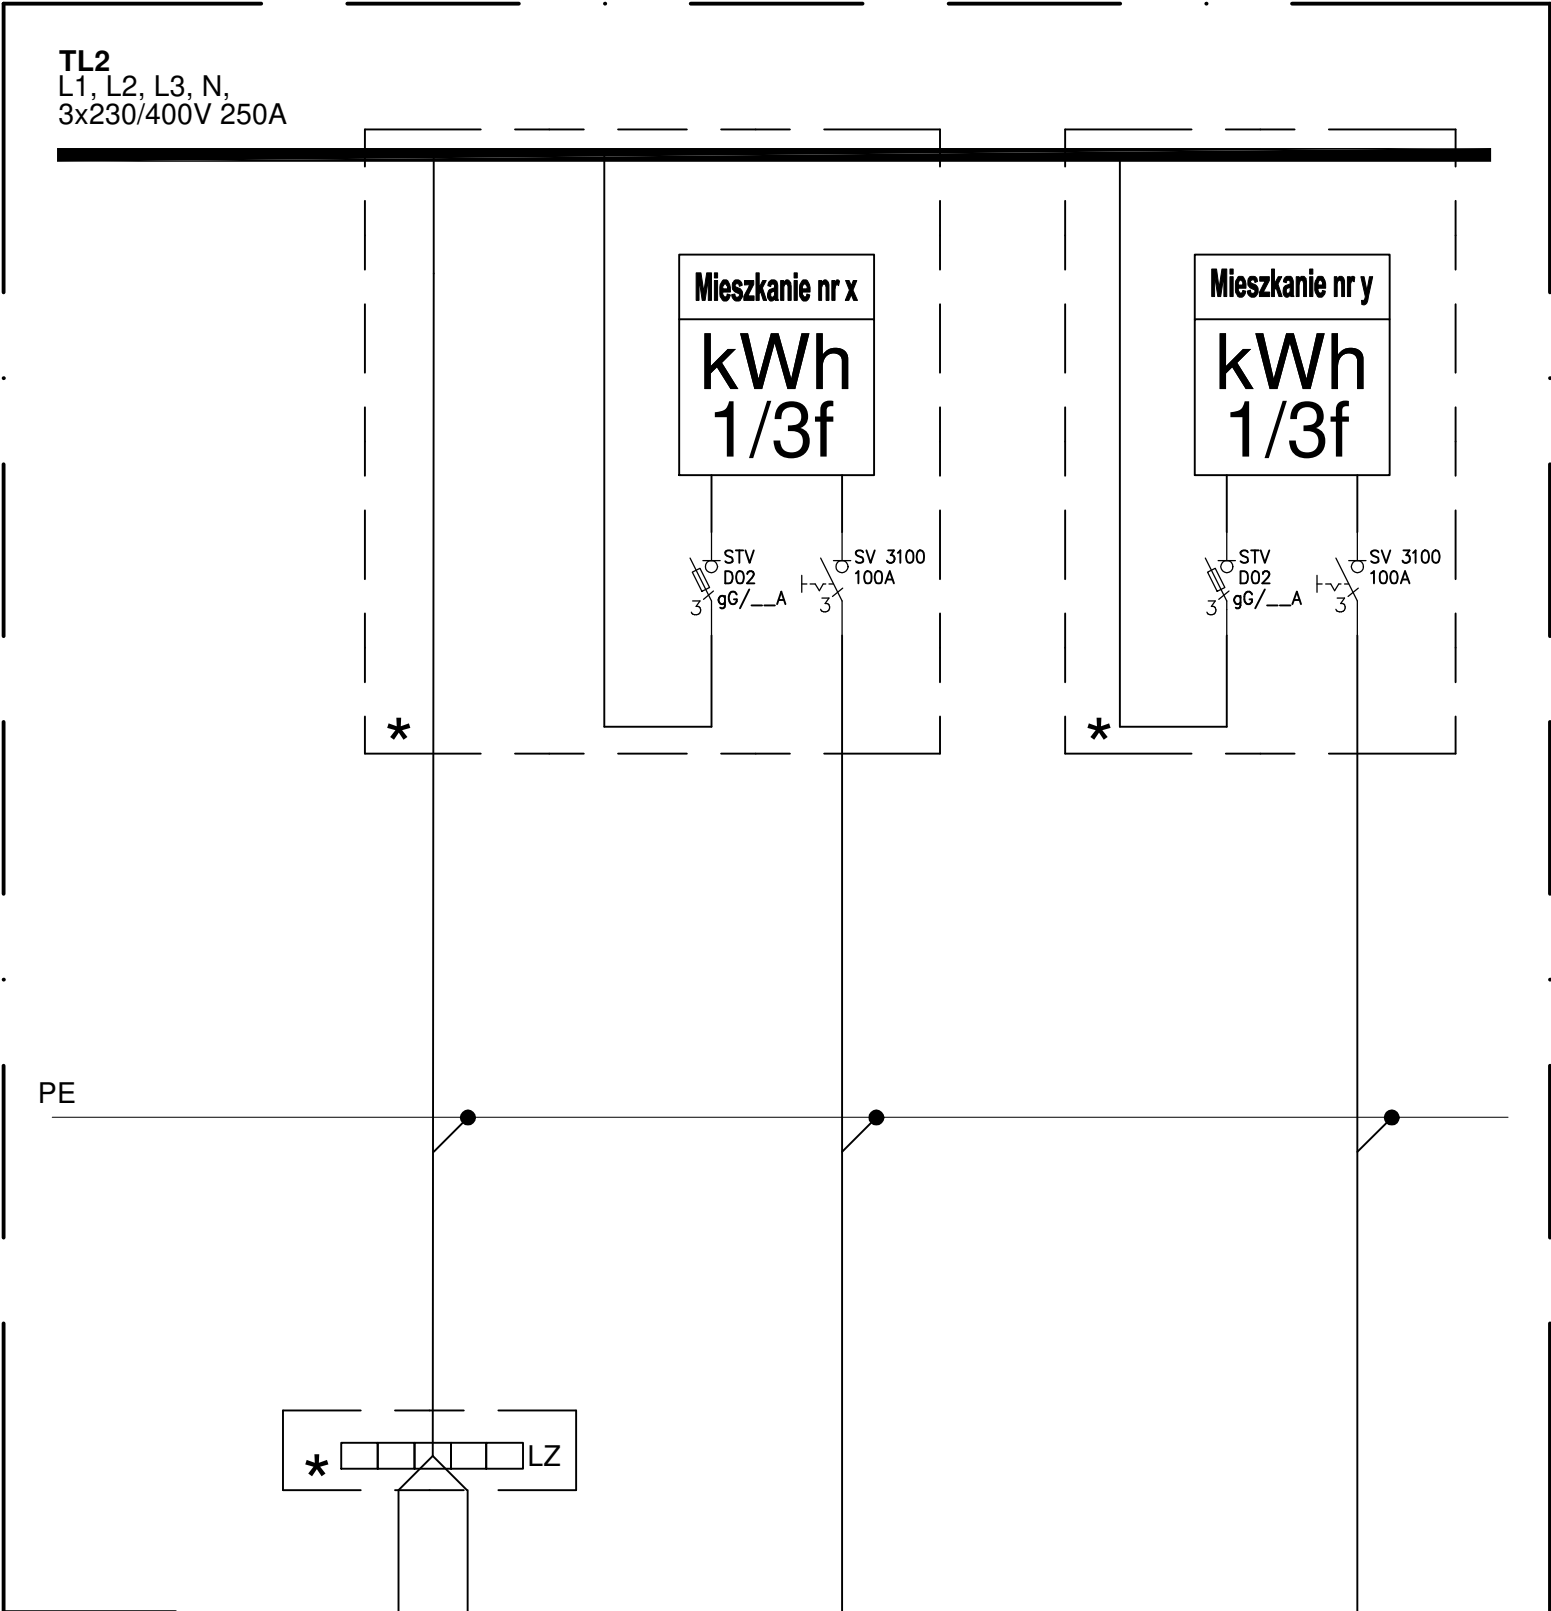 TL2
L1, L2, L3, N,
3x230/400V 250A
Mieszkanie nr x
kWh
1/3f
Mieszkanie nr y
kWh
1/3f
STV
D02
gG/__A
3
SV 3100
100A
3
STV
D02
gG/__A
3
SV 3100
100A
3
*
*
PE
* LZ